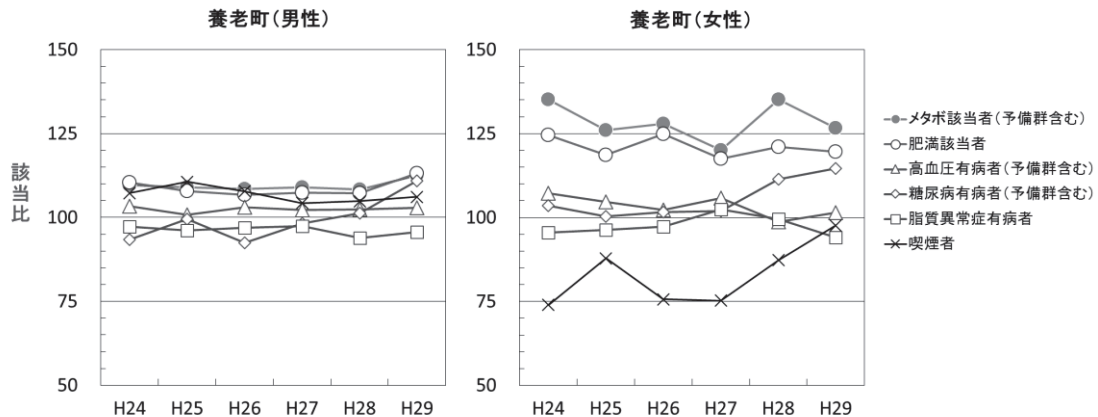 養老町(男性)
150
125
100
75
50
該当比
H24 H25 H26 H27 H28 H29
養老町(女性)
150
125
100
75
50
H24 H25 H26 H27 H28 H29
メタボ該当者(予備群含む)
肥満該当者
高血圧有病者(予備群含む)
糖尿病有病者(予備群含む)
脂質異常症有病者
喫煙者